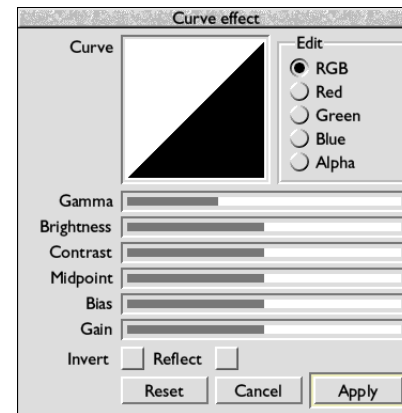 Curve effect
Curve
Edit
RGB
Red
Green
Blue
Alpha
Gamma
Brightness
Contrast
Midpoint
Bias
Gain
Invert Reflect
Reset Cancel Apply